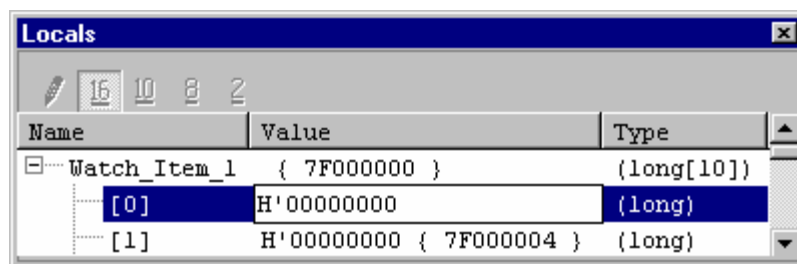 Locals
16 10 8 2
Name Value Type
Watch_Item_1 { 7F000000 } (long[10])
[0] H'00000000 (long)
[1] H'00000000 { 7F000004 } (long)